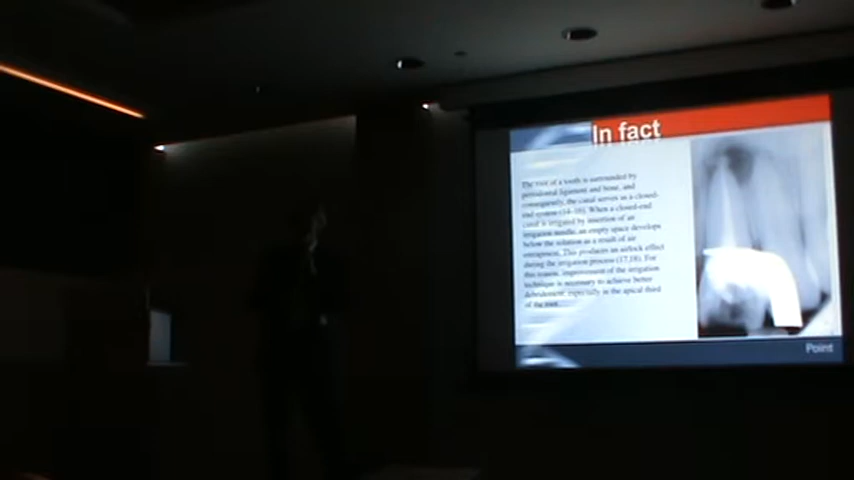 In fact
The root of a tooth is surrounded by
periodontal ligament and bone, and
consequently, the canal serves as a closed-
end system (14–16). When a closed-end
canal is irrigated by insertion of an
irrigation needle, an empty space develops
below the solution as a result of air
entrapment. This produces an airlock effect
during the irrigation process (17,18). For
this reason, improvement of the irrigation
technique is necessary to achieve better
debridement, especially in the apical third
of the root.
Point